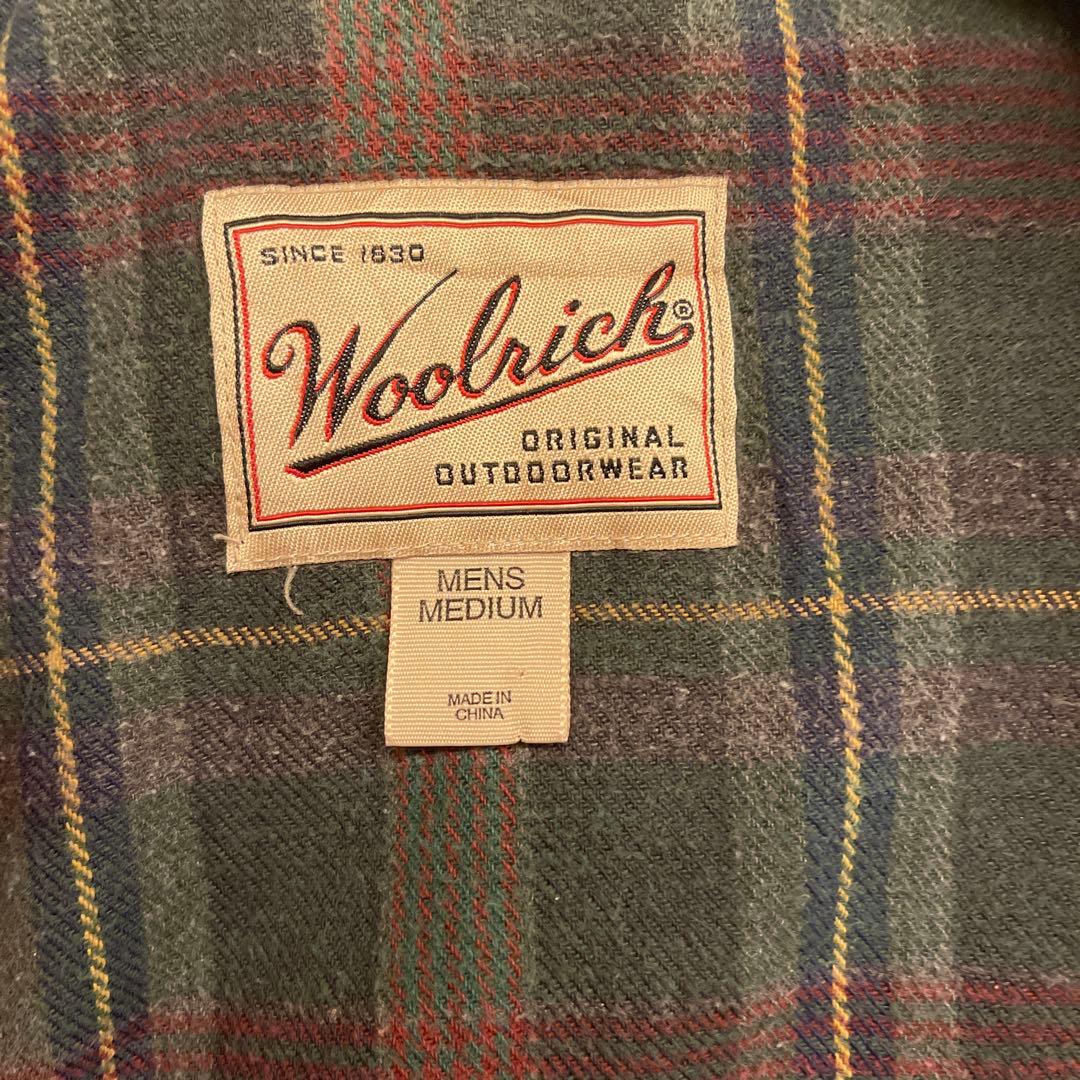 SINCE 1830
Woolrich®
ORIGINAL
OUTDOORWEAR
MENS
MEDIUM
MADE IN
CHINA